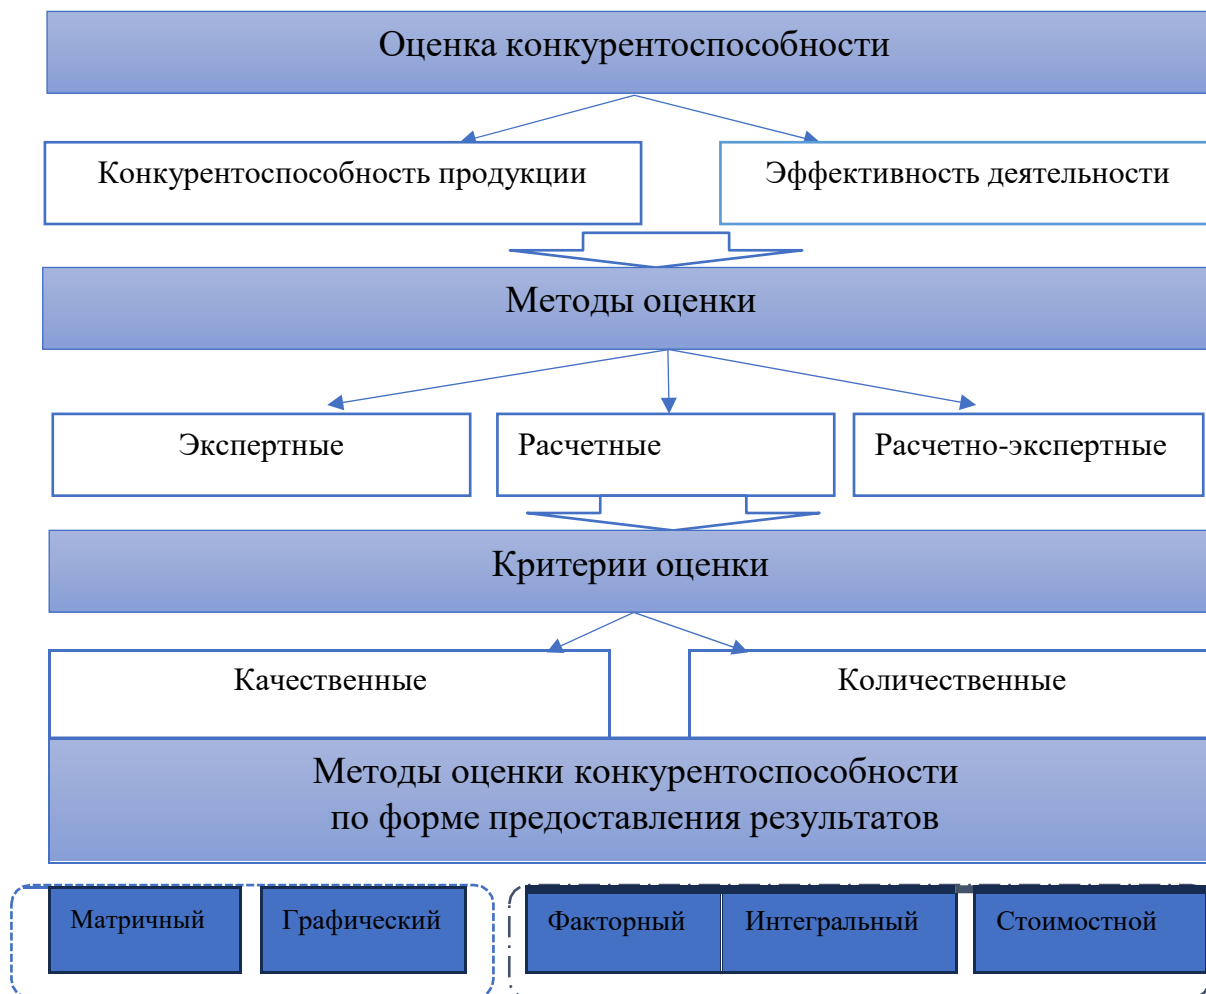 Оценка конкурентоспособности
Конкурентоспособность продукции
Эффективность деятельности
Методы оценки
Экспертные
Расчетные
Расчетно-экспертные
Критерии оценки
Качественные
Количественные
Методы оценки конкурентоспособности
по форме предоставления результатов
Матричный
Графический
Факторный
Интегральный
Стоимостной